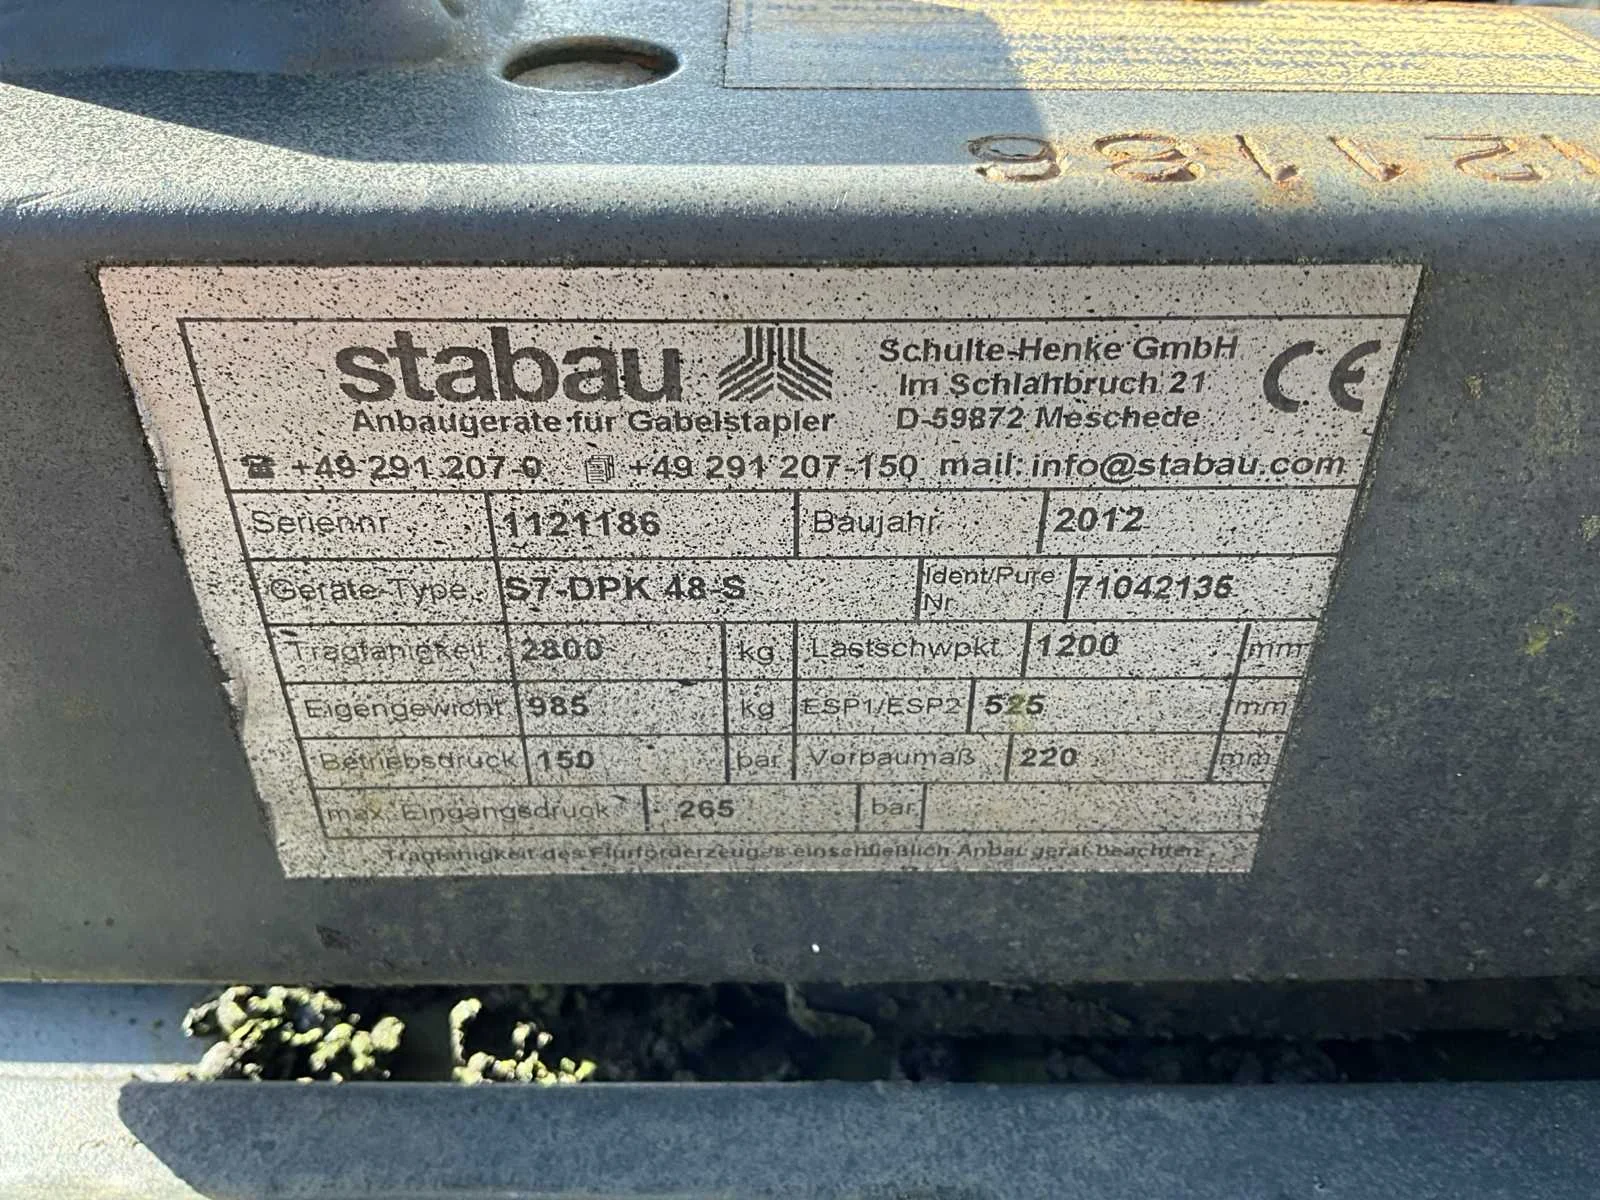 121186
stabau Schulte-Henke GmbH CE
Im Schlahbruch 21
Anbaugeräte für Gabelstapler D-59872 Meschede
+49 291 207-0 +49 291 207-150 mail: info@stabau.com
Seriennr 1121186 Baujahr 2012
Geräte-Type S7-DPK 48-S Ident/Pure Nr 71042135
Tragfähigkeit 2800 kg Lastschwpkt. 1200 mm
Eigengewicht 985 kg ESP1/ESP2 525 mm
Betriebsdruck 150 bar Vorbaumaß 220 mm
max. Eingangsdruck 265 bar
Tragfähigkeit des Flurförderzeuges einschließlich Anbaugerät beachten